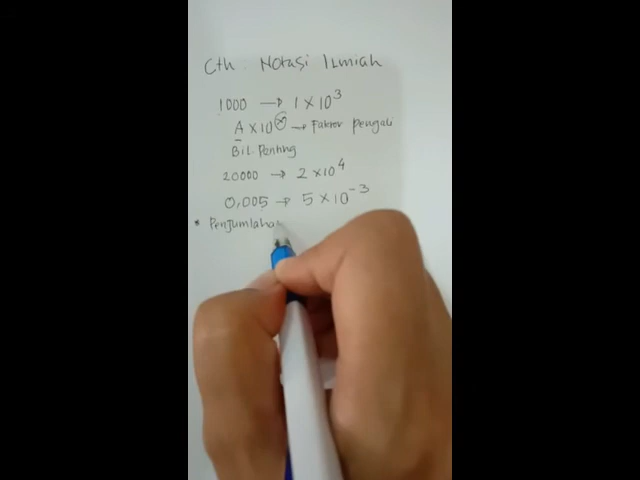 Cth. Notasi Ilmiah
1000 → 1 × 10³
A × 10ⁿ → Faktor Pengali
Bil. Penting
20000 → 2 × 10⁴
0,005 → 5 × 10⁻³
* Penjumlahan